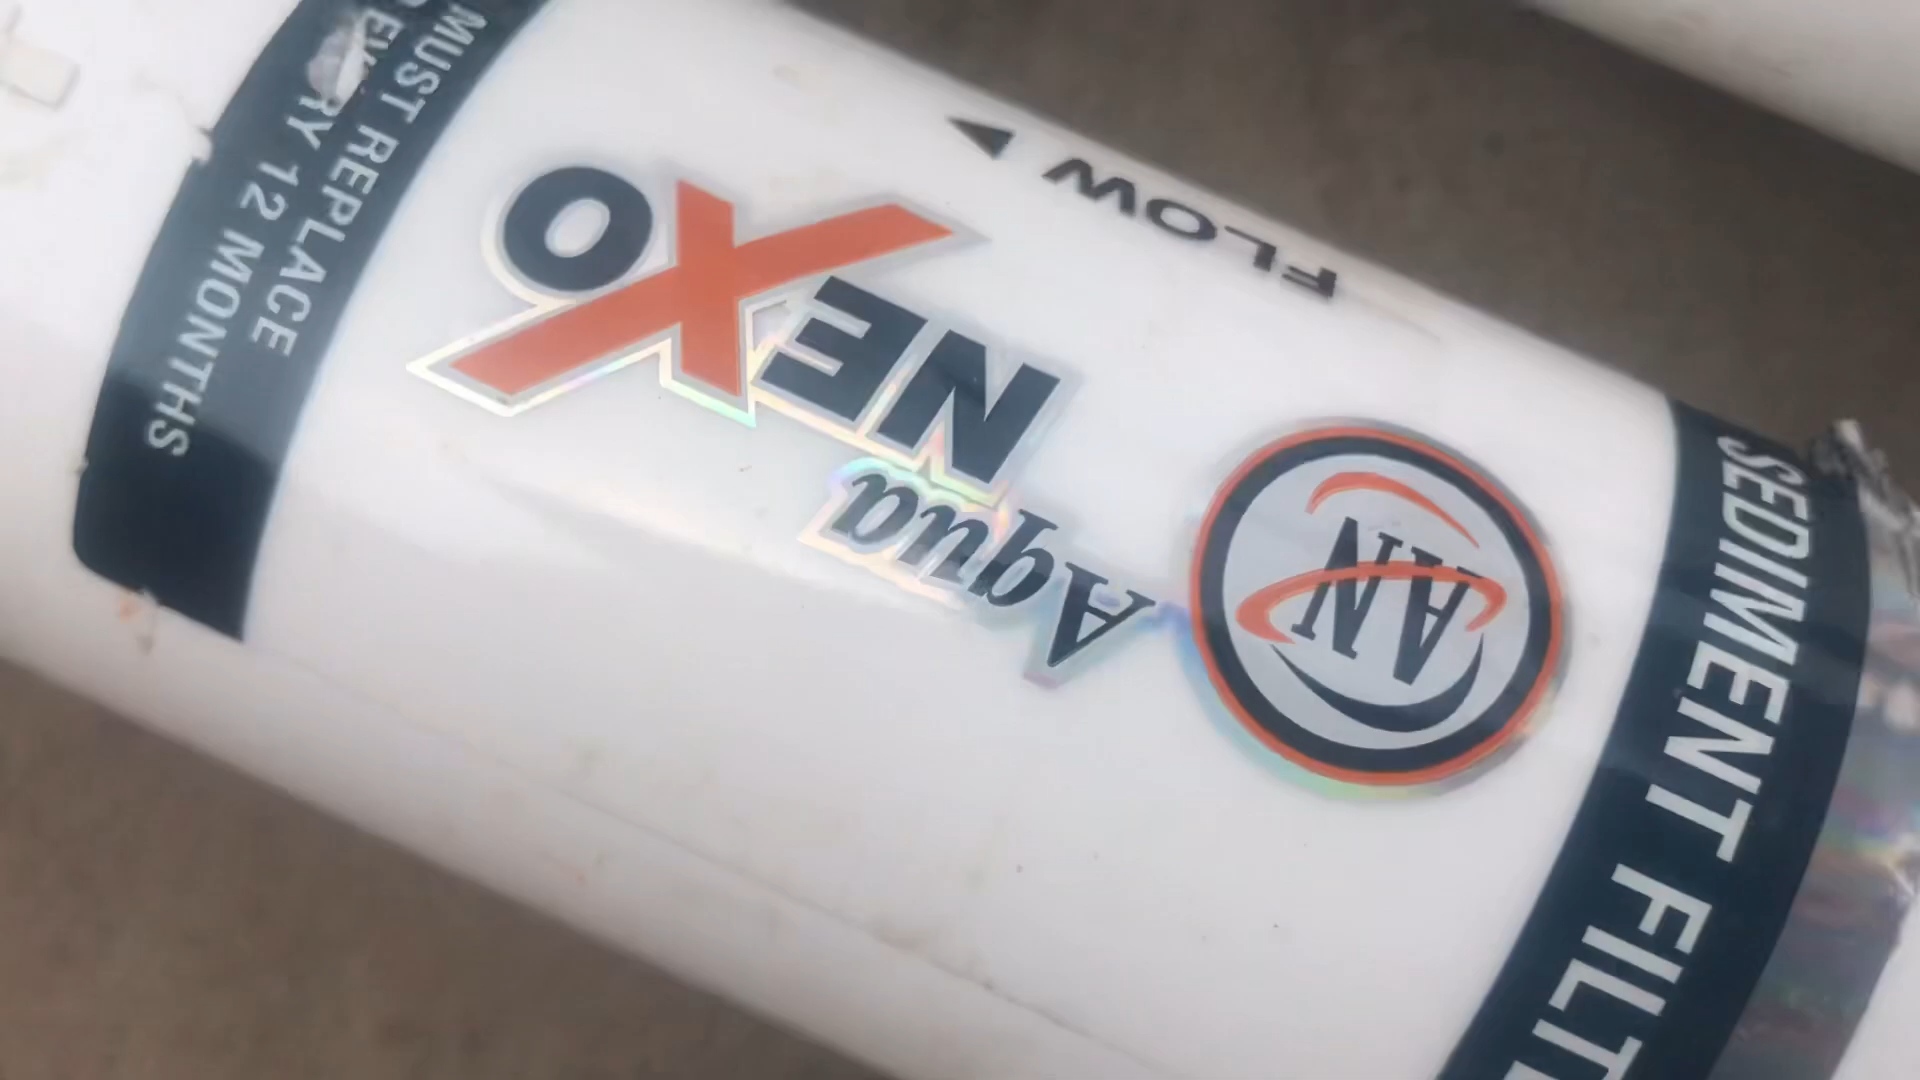 SEDIMENT FILT
AN
Aqua
NEXO
FLOW
MUST REPLACE
EVERY 12 MONTHS